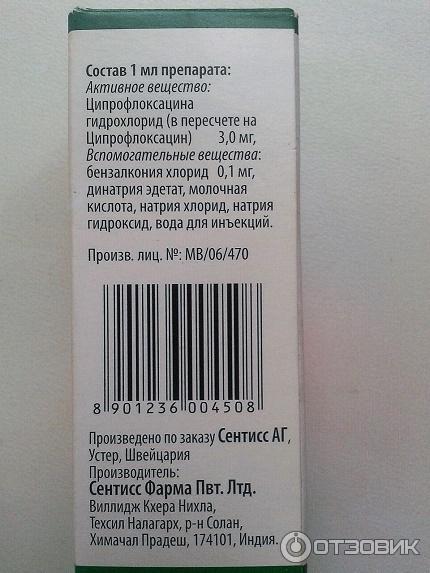 Состав 1 мл препарата:
Активное вещество:
Ципрофлоксацина
гидрохлорид (в пересчете на
Ципрофлоксацин) 3,0 мг,
Вспомогательные вещества:
бензалкония хлорид 0,1 мг,
динатрия эдетат, молочная
кислота, натрия хлорид, натрия
гидроксид, вода для инъекций.
Произв. лиц. №: MB/06/470
8 901236 004508
Произведено по заказу Сентисс АГ,
Устер, Швейцария
Производитель:
Сентисс Фарма Пвт. Лтд.
Виллидж Кхера Нихла,
Техсил Налагарх, р-н Солан,
Химачал Прадеш, 174101, Индия.
ОТЗОВИК